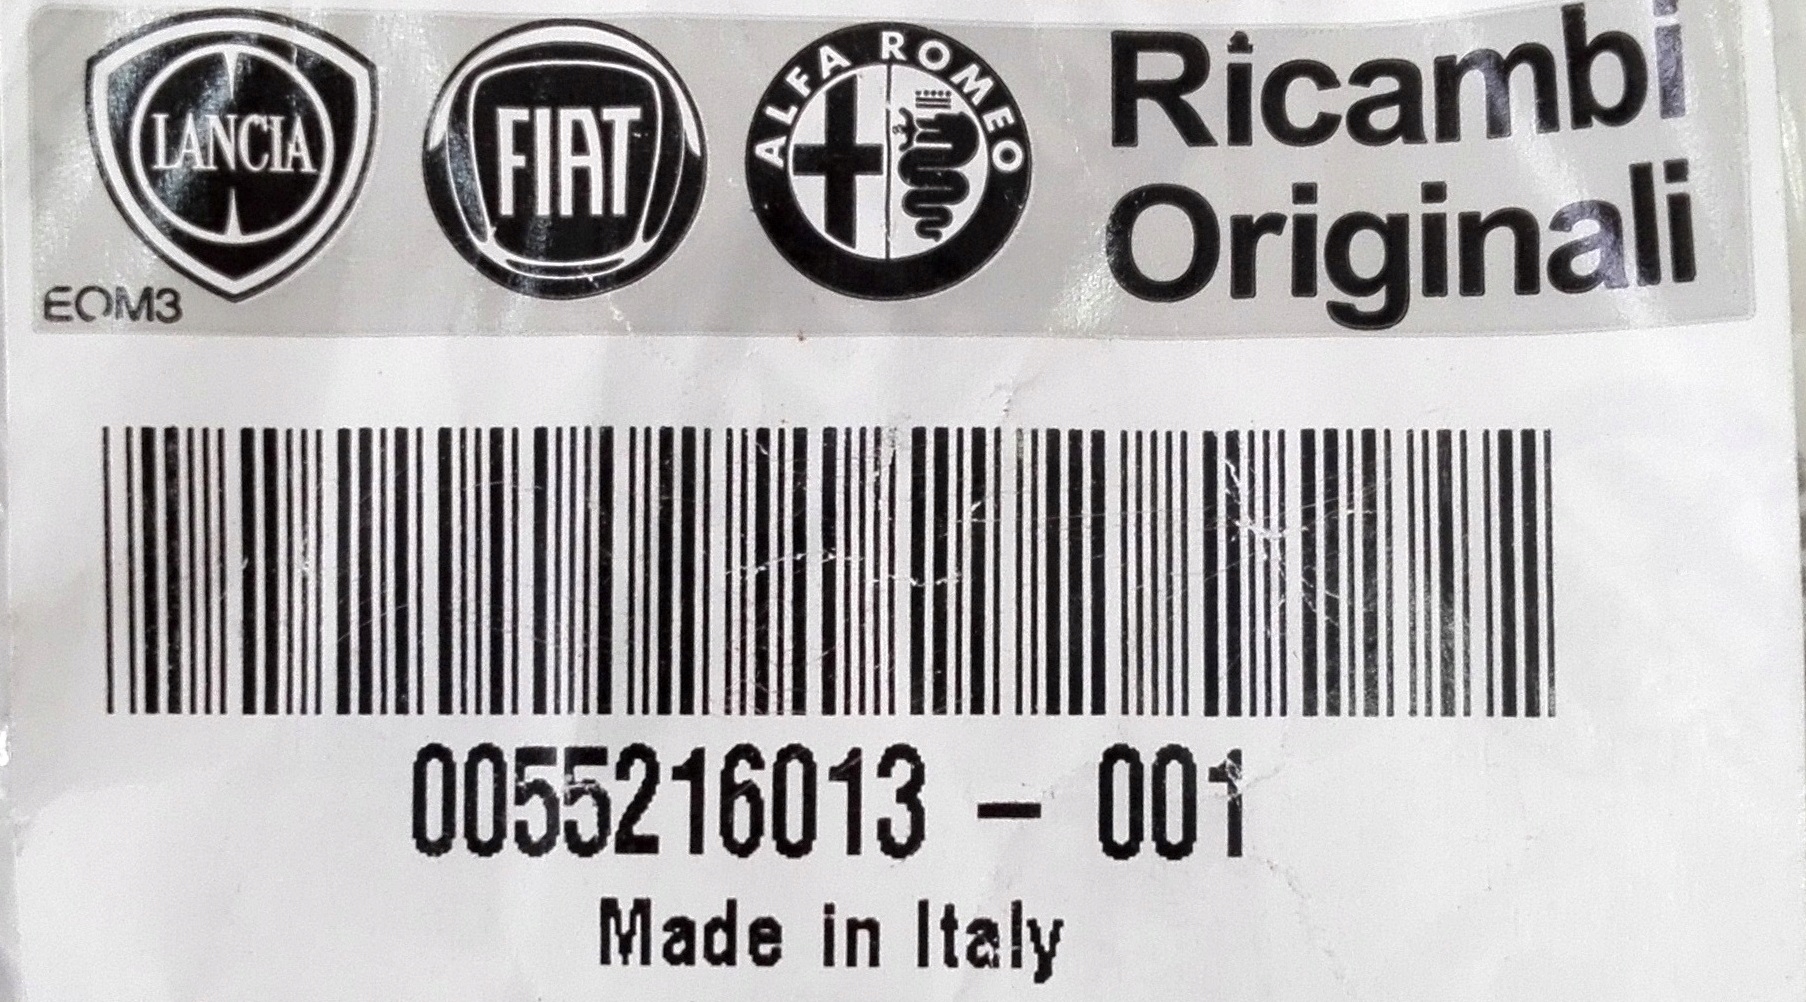 LANCIA
FIAT
ALFA ROMEO
Ricambi
Originali
EOM3
0055216013 - 001
Made in Italy